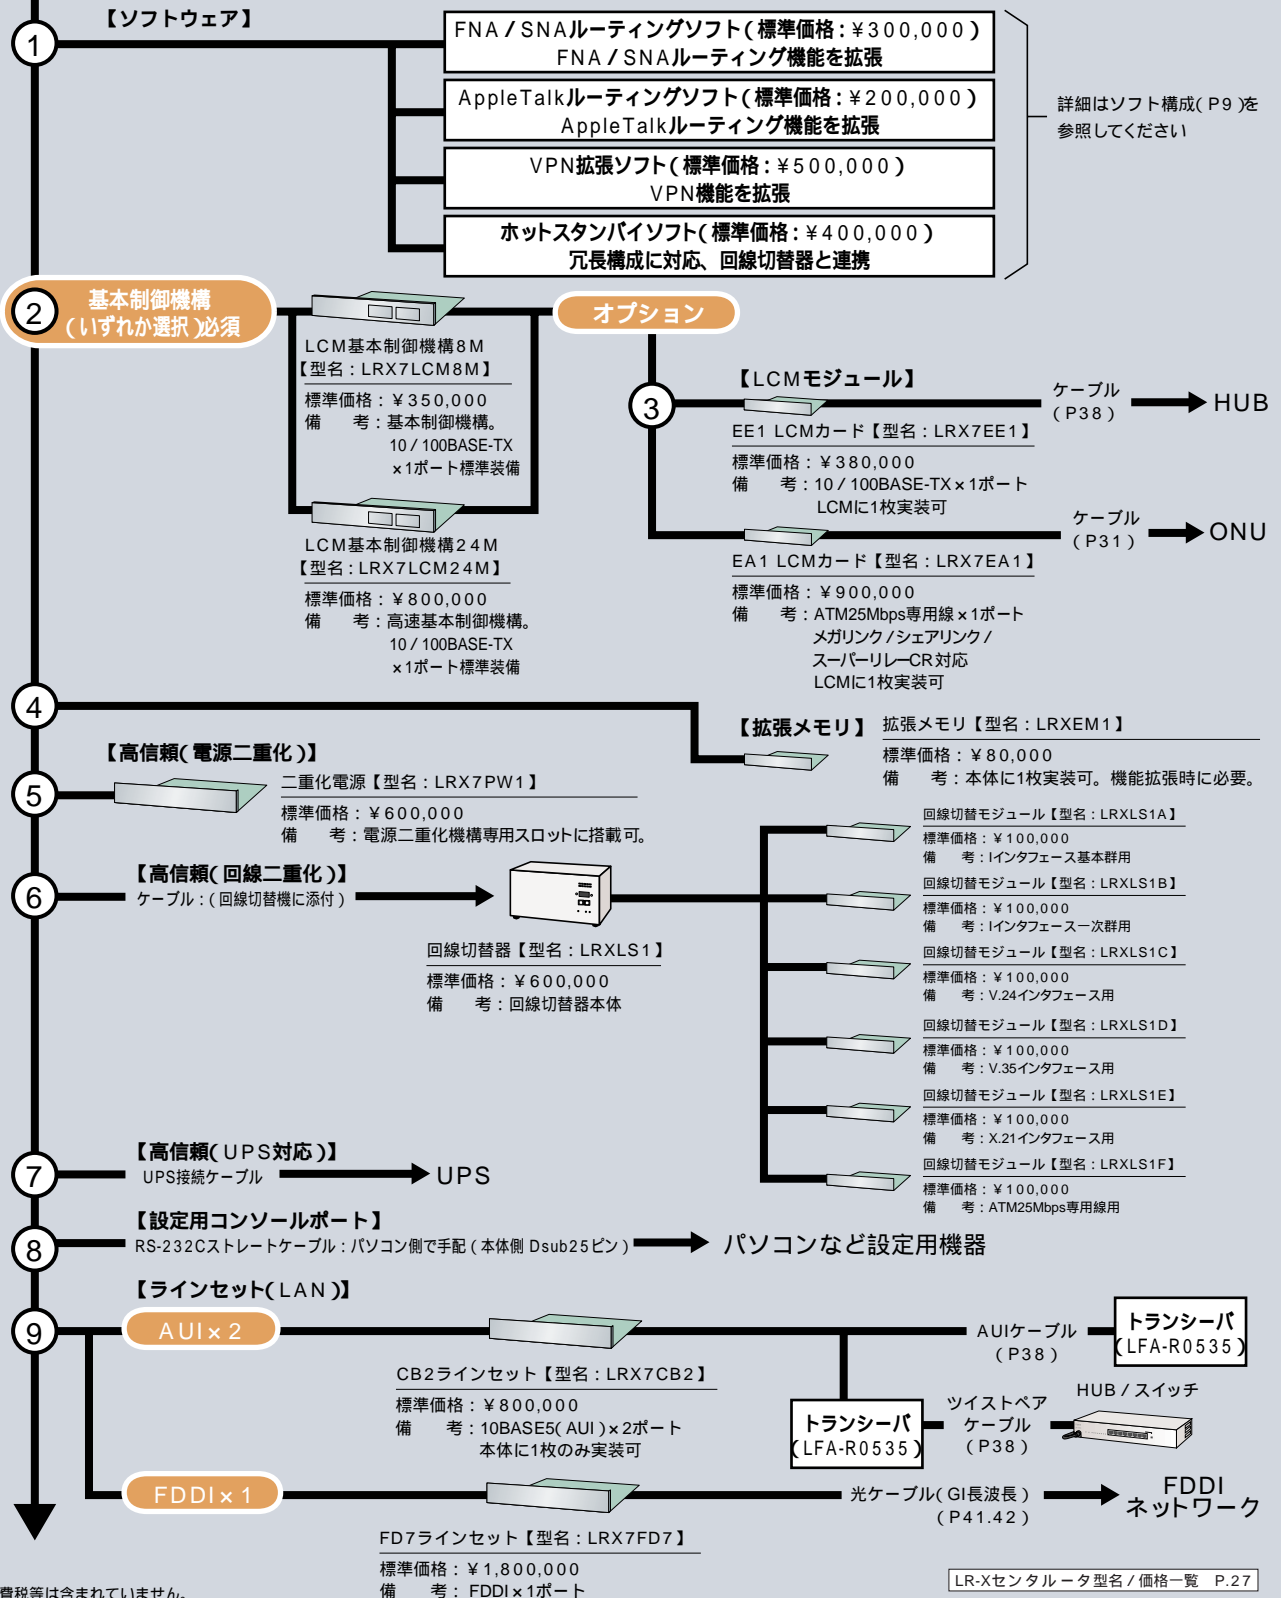 【ソフトウェア】
1
FNA/SNAルーティングソフト(標準価格:¥300,000)
FNA/SNAルーティング機能を拡張
AppleTalkルーティングソフト(標準価格:¥200,000)
AppleTalkルーティング機能を拡張
VPN拡張ソフト(標準価格:¥500,000)
VPN機能を拡張
ホットスタンバイソフト(標準価格:¥400,000)
冗長構成に対応、回線切替器と連携
詳細はソフト構成(P9)を
参照してください
2
基本制御機構
(いずれか選択)必須
LCM基本制御機構8M
【型名:LRX7LCM8M】
標準価格:¥350,000
備 考:基本制御機構。
10/100BASE-TX
×1ポート標準装備
LCM基本制御機構24M
【型名:LRX7LCM24M】
標準価格:¥800,000
備 考:高速基本制御機構。
10/100BASE-TX
×1ポート標準装備
オプション
3
【LCMモジュール】
EE1 LCMカード【型名:LRX7EE1】
標準価格:¥380,000
備 考:10/100BASE-TX×1ポート
LCMに1枚実装可
ケーブル
(P38)
HUB
EA1 LCMカード【型名:LRX7EA1】
標準価格:¥900,000
備 考:ATM25Mbps専用線×1ポート
メガリンク/シェアリンク/
スーパーリレーCR対応
LCMに1枚実装可
ケーブル
(P31)
ONU
4
【拡張メモリ】
拡張メモリ【型名:LRXEM1】
標準価格:¥80,000
備 考:本体に1枚実装可。機能拡張時に必要。
【高信頼(電源二重化)】
5
二重化電源【型名:LRX7PW1】
標準価格:¥600,000
備 考:電源二重化機構専用スロットに搭載可。
【高信頼(回線二重化)】
6
ケーブル:(回線切替機に添付)
回線切替器【型名:LRXLS1】
標準価格:¥600,000
備 考:回線切替器本体
回線切替モジュール【型名:LRXLS1A】
標準価格:¥100,000
備 考:Iインタフェース基本群用
回線切替モジュール【型名:LRXLS1B】
標準価格:¥100,000
備 考:Iインタフェース一次群用
回線切替モジュール【型名:LRXLS1C】
標準価格:¥100,000
備 考:V.24インタフェース用
回線切替モジュール【型名:LRXLS1D】
標準価格:¥100,000
備 考:V.35インタフェース用
回線切替モジュール【型名:LRXLS1E】
標準価格:¥100,000
備 考:X.21インタフェース用
回線切替モジュール【型名:LRXLS1F】
標準価格:¥100,000
備 考:ATM25Mbps専用線用
【高信頼(UPS対応)】
7
UPS接続ケーブル
UPS
【設定用コンソールポート】
8
RS-232Cストレートケーブル:パソコン側で手配(本体側 Dsub25ピン)
パソコンなど設定用機器
【ラインセット(LAN)】
9
AUI×2
CB2ラインセット【型名:LRX7CB2】
標準価格:¥800,000
備 考:10BASE5(AUI)×2ポート
本体に1枚のみ実装可
AUIケーブル
(P38)
トランシーバ
(LFA-R0535)
トランシーバ
(LFA-R0535)
ツイストペア
ケーブル
(P38)
HUB/スイッチ
FDDI×1
FD7ラインセット【型名:LRX7FD7】
標準価格:¥1,800,000
備 考:FDDI×1ポート
光ケーブル(GI長波長)
(P41.42)
FDDI
ネットワーク
費税等は含まれていません。
LR-Xセンタルータ型名/価格一覧 P.27